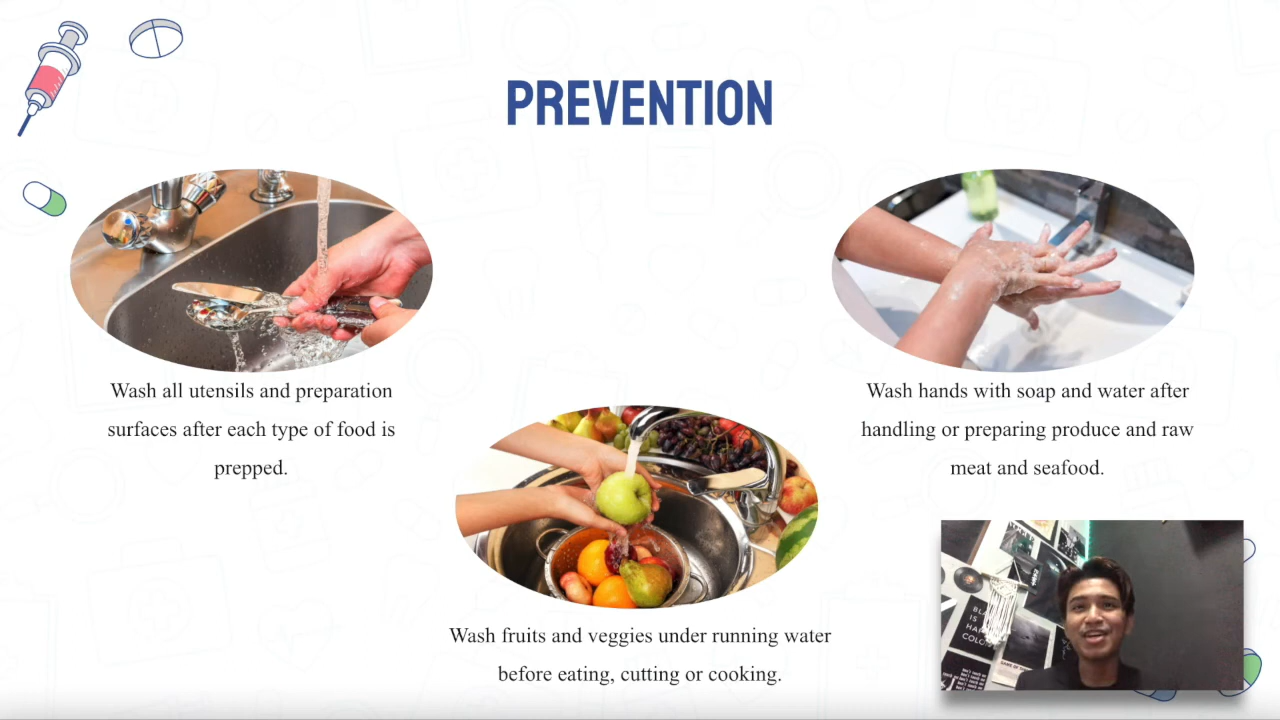 PREVENTION
Wash all utensils and preparation
surfaces after each type of food is
prepped.
Wash hands with soap and water after
handling or preparing produce and raw
meat and seafood.
Wash fruits and veggies under running water
before eating, cutting or cooking.
IS